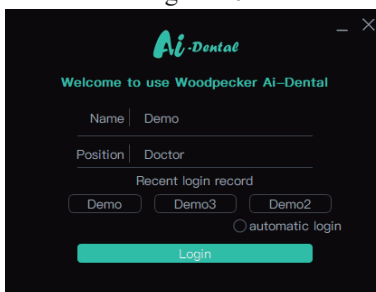 Ai-Dental
Welcome to use Woodpecker Ai-Dental
Name Demo
Position Doctor
Recent login record
Demo Demo3 Demo2
automatic login
Login